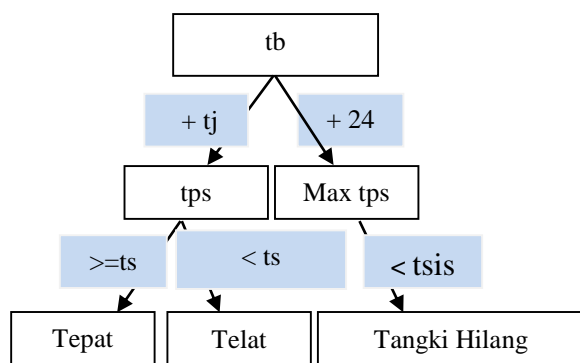 tb
+ tj
+ 24
tps
Max tps
>=ts
< ts
< tsis
Tepat
Telat
Tangki Hilang